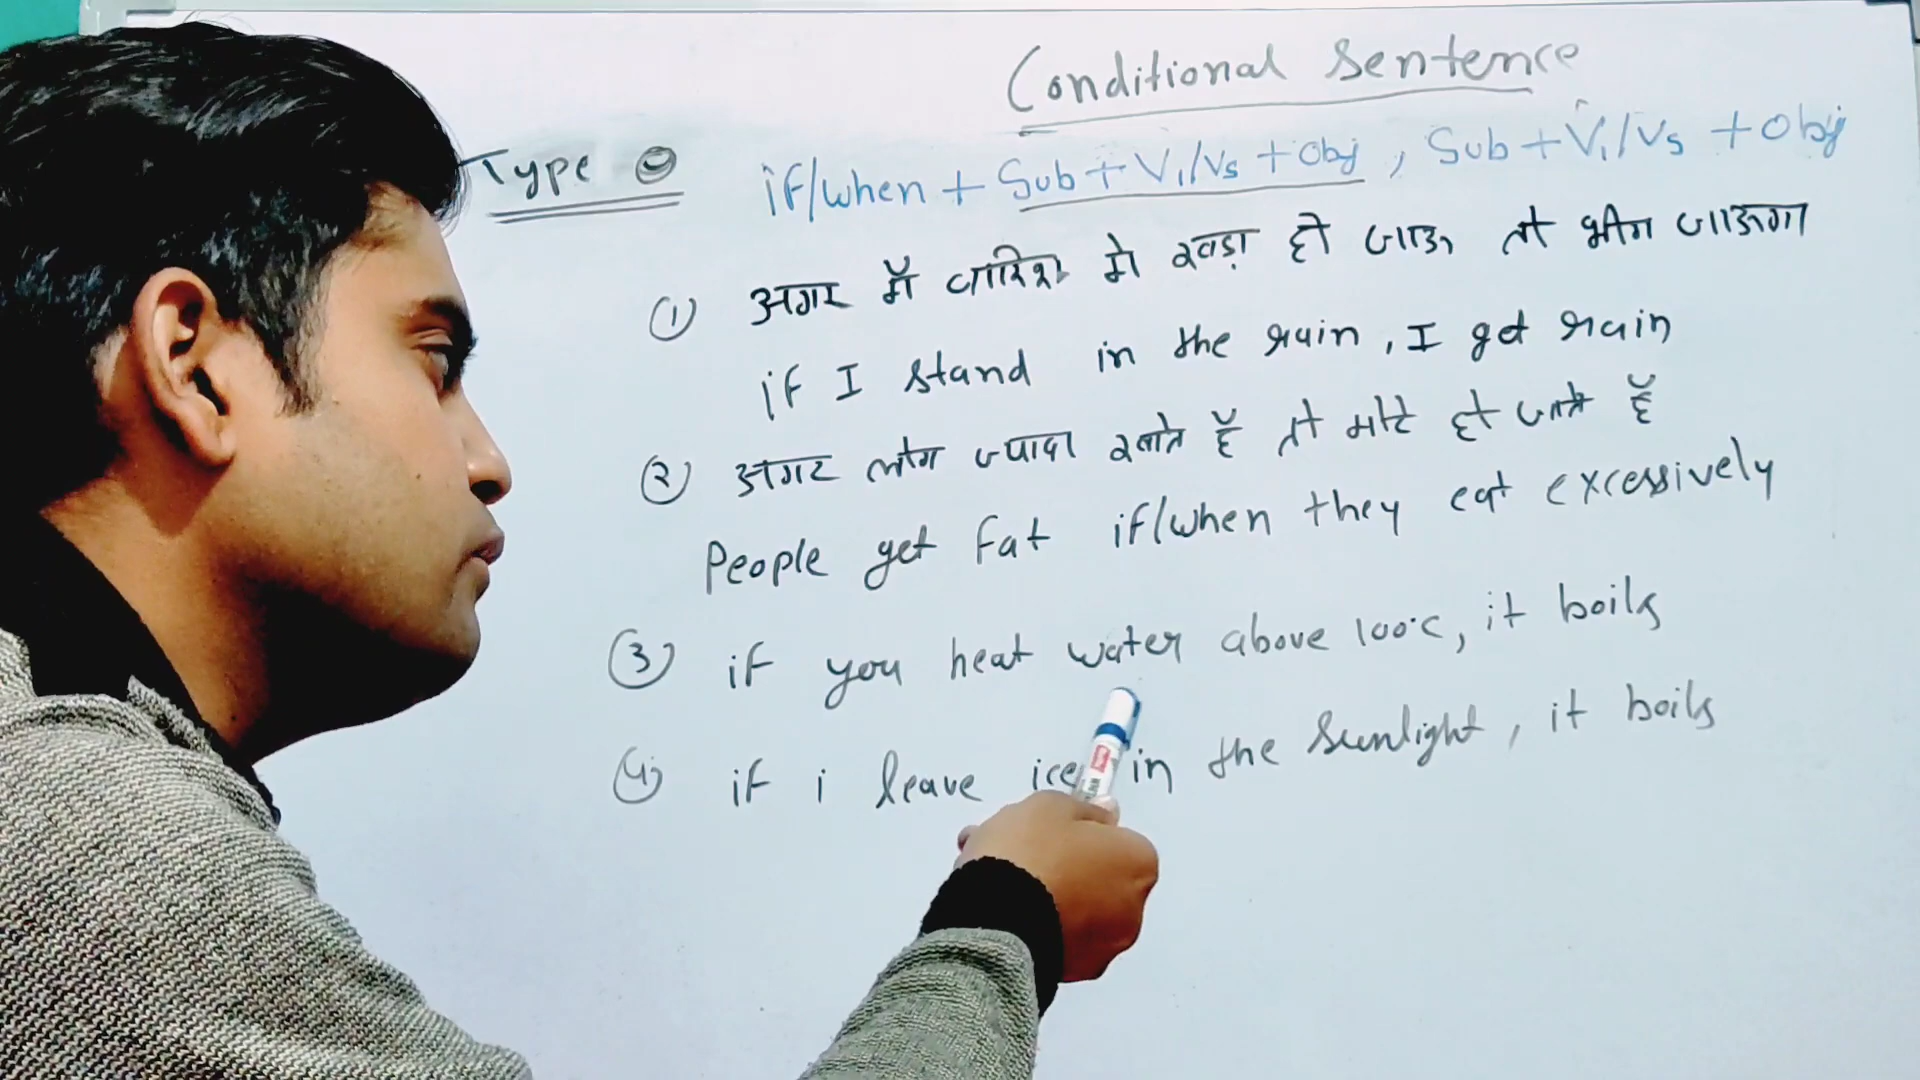 Conditional Sentence
Type 0 if/when + Sub + V1/Vs + Obj, Sub + V1/Vs + Obj
① अगर मैं बारिश मे खड़ा हो जाऊ तो भीग जाऊगा
if I stand in the rain, I get rain
② अगर लोग ज्यादा खाते हैं तो मोटे हो जाते हैं
People get fat if/when they eat excessively
③ if you heat water above 100°c, it boils
④ if i leave ice in the sunlight, it boils